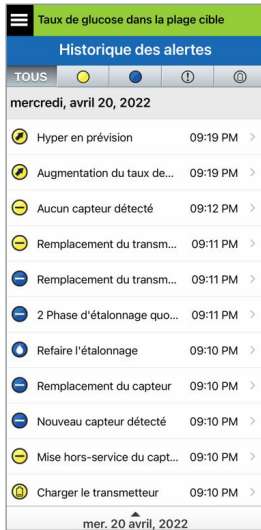 Taux de glucose dans la plage cible
Historique des alertes
TOUS
mercredi, avril 20, 2022
Hyper en prévision 09:19 PM
Augmentation du taux de... 09:19 PM
Aucun capteur détecté 09:12 PM
Remplacement du transm... 09:11 PM
Remplacement du transm... 09:11 PM
2 Phase d'étalonnage quo... 09:11 PM
Refaire l'étalonnage 09:10 PM
Remplacement du capteur 09:10 PM
Nouveau capteur détecté 09:10 PM
Mise hors-service du capt... 09:10 PM
Charger le transmetteur 09:10 PM
mer. 20 avril, 2022